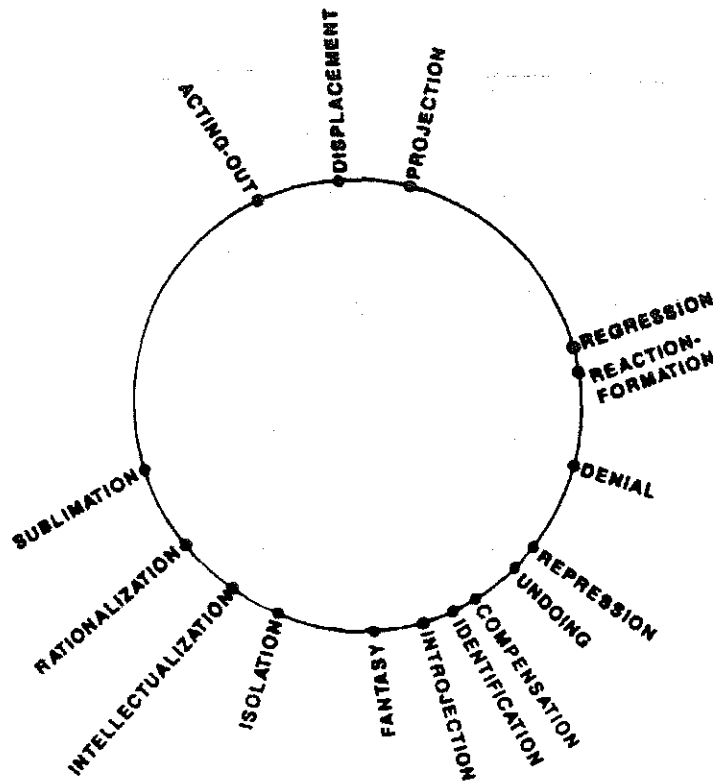 ACTING-OUT
DISPLACEMENT
PROJECTION
REGRESSION
REACTION-
FORMATION
DENIAL
REPRESSION
UNDOING
COMPENSATION
IDENTIFICATION
INTROJECTION
FANTASY
ISOLATION
INTELLECTUALIZATION
RATIONALIZATION
SUBLIMATION